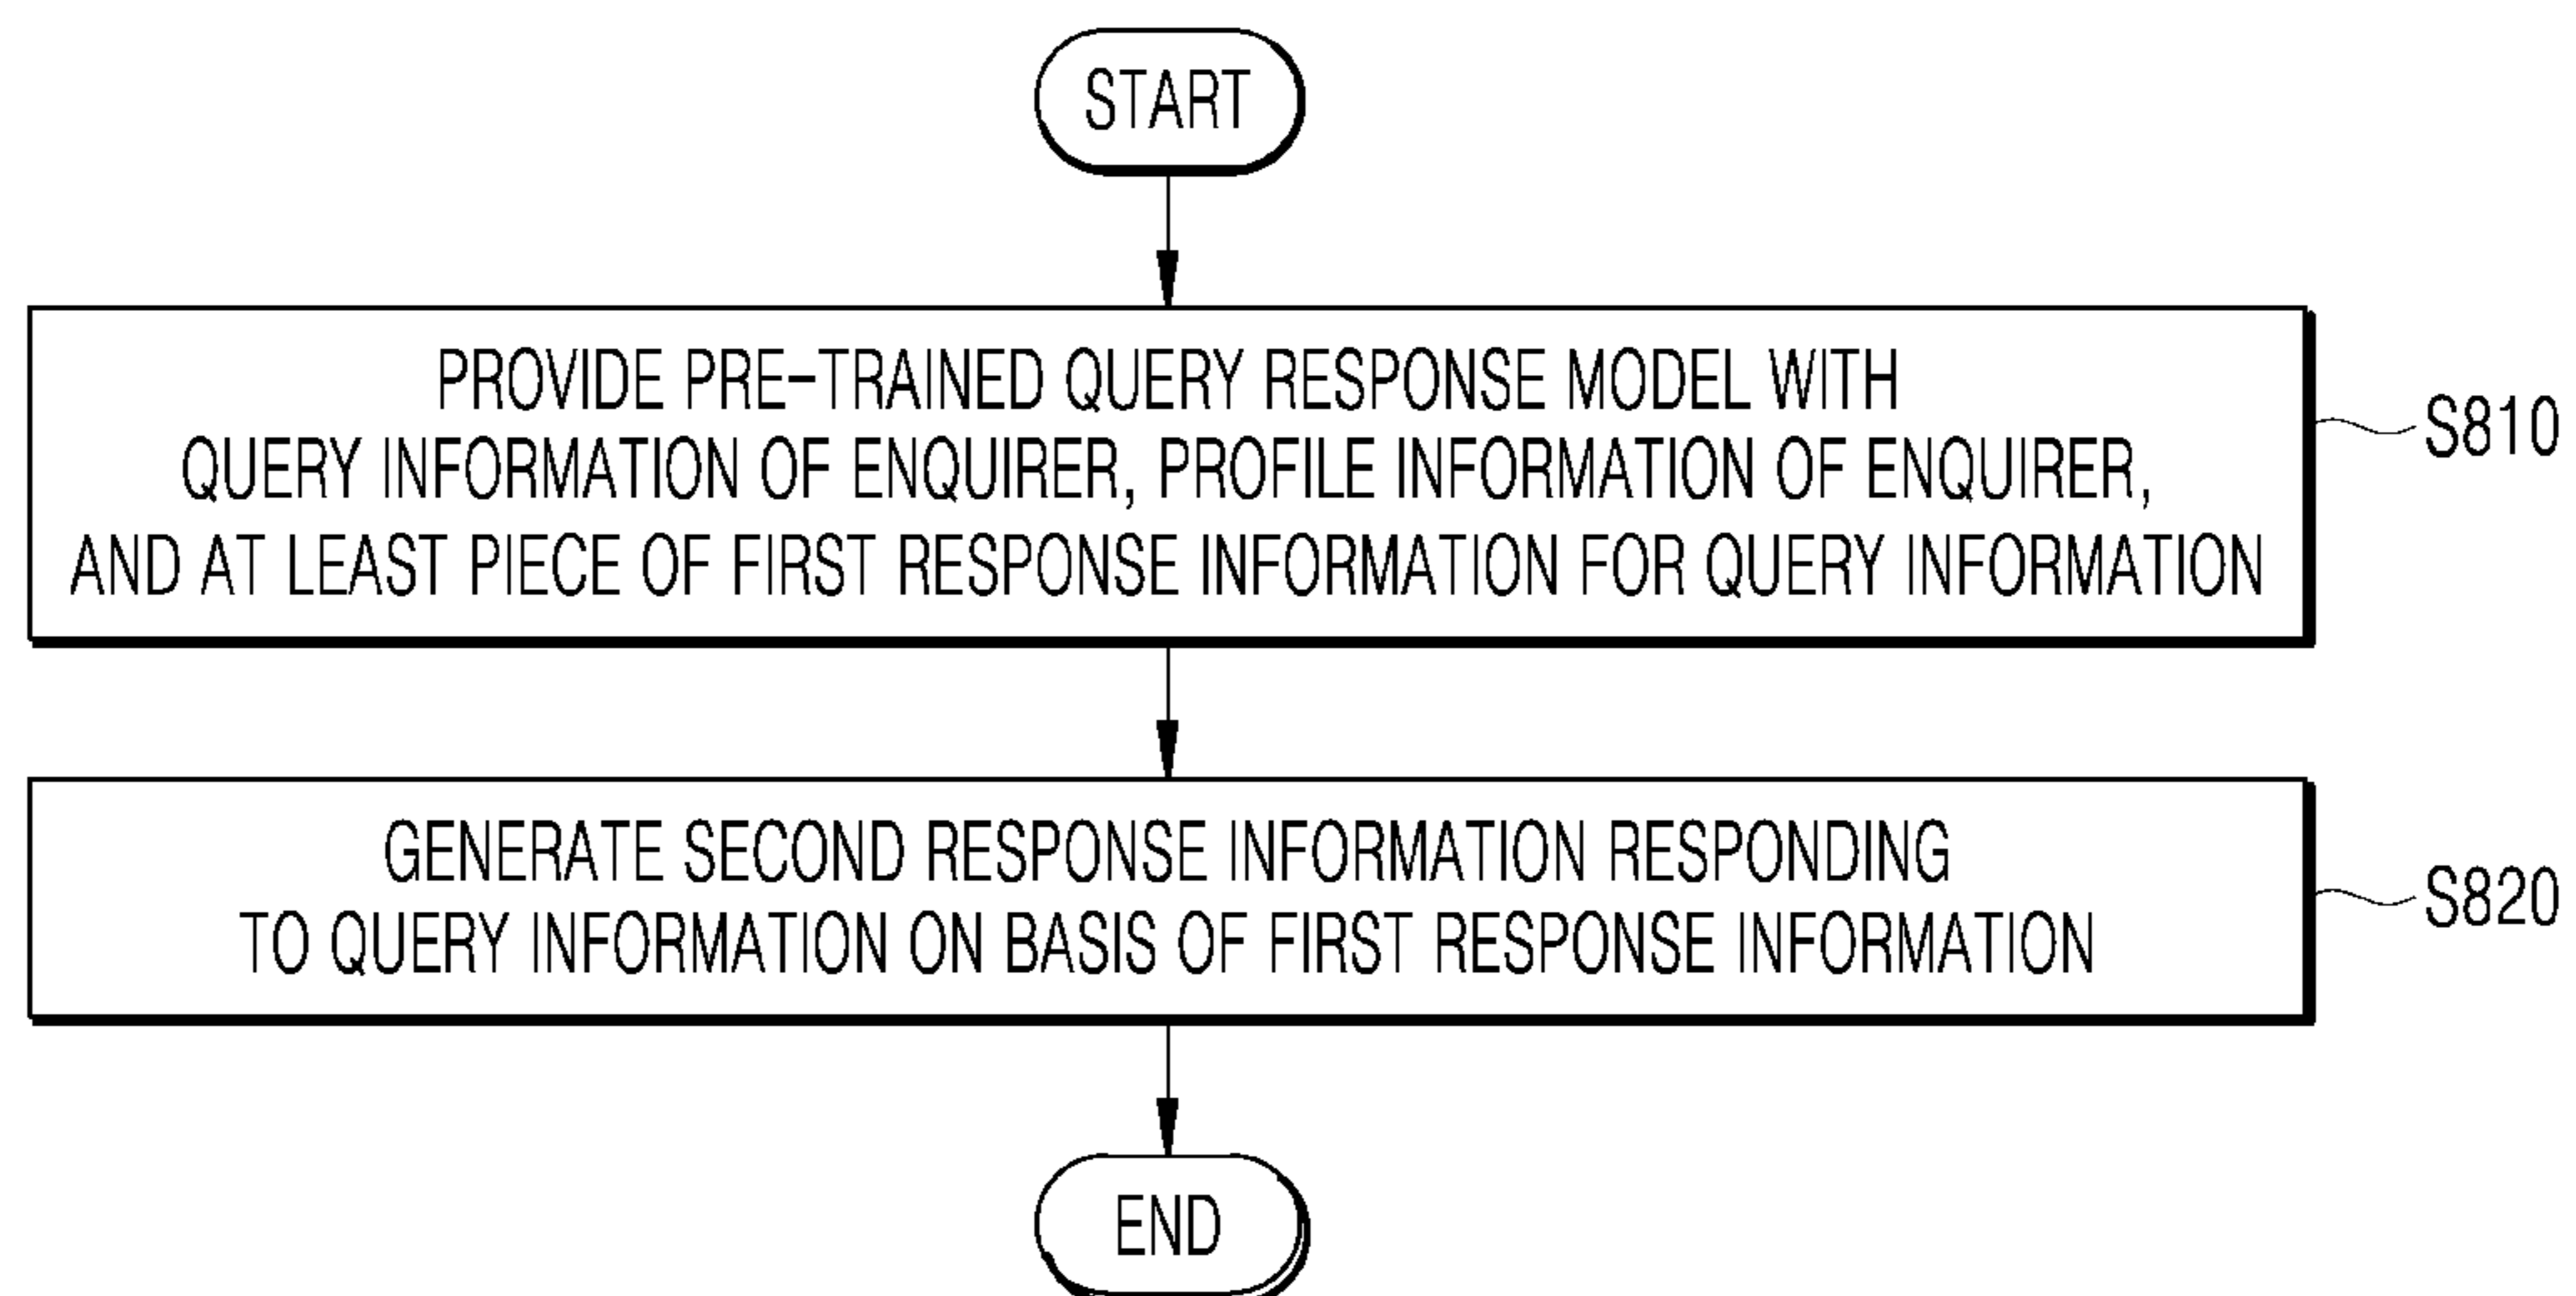 START
PROVIDE PRE-TRAINED QUERY RESPONSE MODEL WITH
QUERY INFORMATION OF ENQUIRER, PROFILE INFORMATION OF ENQUIRER,
AND AT LEAST PIECE OF FIRST RESPONSE INFORMATION FOR QUERY INFORMATION
S810
GENERATE SECOND RESPONSE INFORMATION RESPONDING
TO QUERY INFORMATION ON BASIS OF FIRST RESPONSE INFORMATION
S820
END